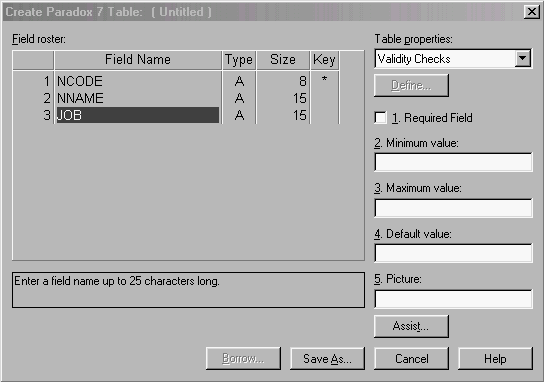 Create Paradox 7 Table: ( Untitled )
Field roster:
Field Name Type Size Key
1 NCODE A 8 *
2 NNAME A 15
3 JOB A 15
Enter a field name up to 25 characters long.
Table properties:
Validity Checks
Define...
1. Required Field
2. Minimum value:
3. Maximum value:
4. Default value:
5. Picture:
Assist...
Borrow... Save As... Cancel Help